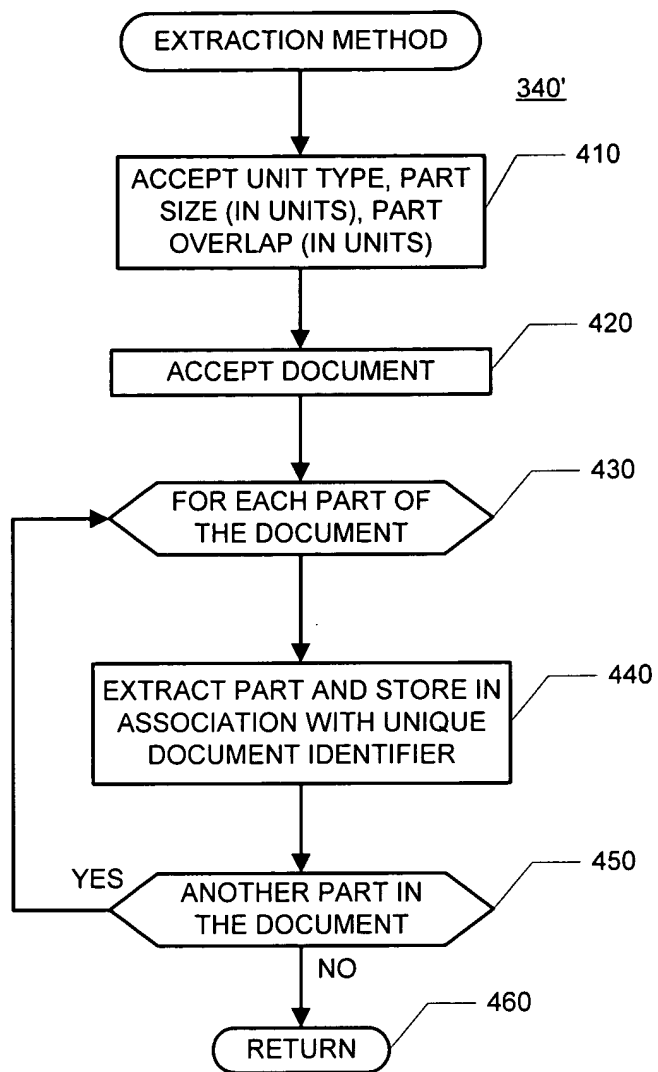 EXTRACTION METHOD
340'
410
ACCEPT UNIT TYPE, PART
SIZE (IN UNITS), PART
OVERLAP (IN UNITS)
420
ACCEPT DOCUMENT
430
FOR EACH PART OF
THE DOCUMENT
440
EXTRACT PART AND STORE IN
ASSOCIATION WITH UNIQUE
DOCUMENT IDENTIFIER
450
YES
ANOTHER PART IN
THE DOCUMENT
NO
460
RETURN